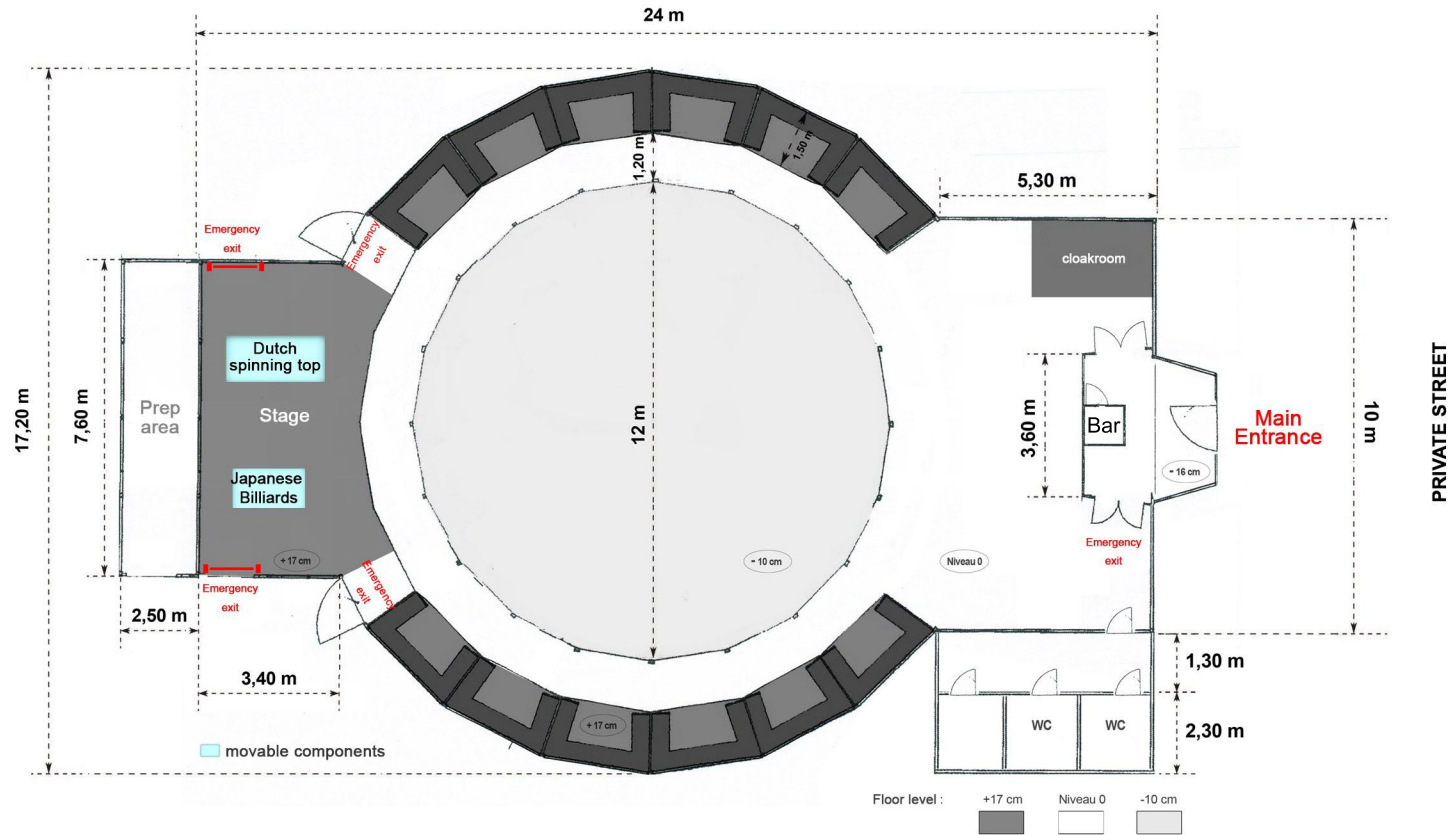 24 m
17,20 m
1,20 m
1,50 m
5,30 m
Emergency
exit
Emergency
exit
cloakroom
7,60 m
Prep
area
Dutch
spinning top
Stage
Japanese
Billiards
12 m
3,60 m
Bar
Main
Entrance
10 m
PRIVATE STREET
- 16 cm
+ 17 cm
- 10 cm
Niveau 0
Emergency
exit
Emergency
exit
Emergency
exit
2,50 m
3,40 m
1,30 m
+ 17 cm
WC
WC
2,30 m
movable components
Floor level :
+17 cm
Niveau 0
-10 cm